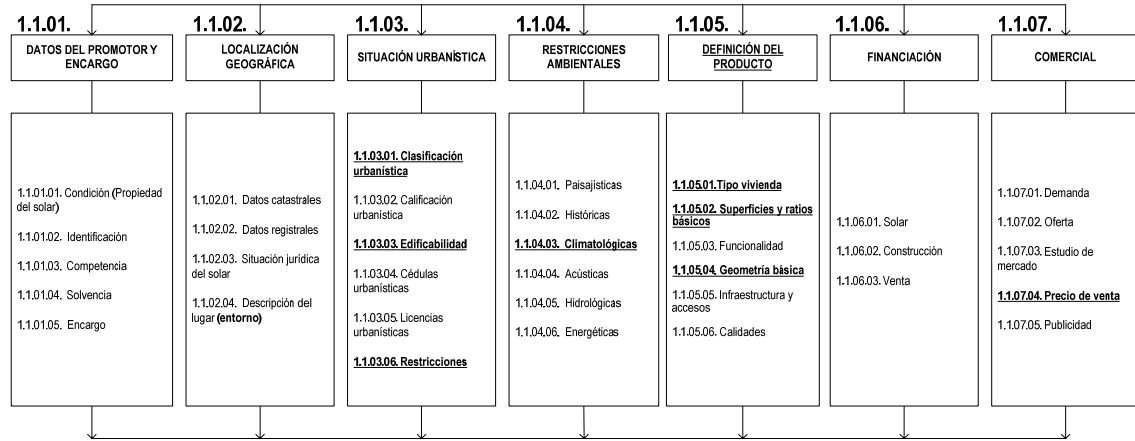 1.1.01.
DATOS DEL PROMOTOR Y
ENCARGO
1.1.01.01. Condición (Propiedad
del solar)
1.1.01.02. Identificación
1.1.01.03. Competencia
1.1.01.04. Solvencia
1.1.01.05. Encargo
1.1.02.
LOCALIZACIÓN
GEOGRÁFICA
1.1.02.01. Datos catastrales
1.1.02.02. Datos registrales
1.1.02.03. Situación jurídica
del solar
1.1.02.04. Descripción del
lugar (entorno)
1.1.03.
SITUACIÓN URBANÍSTICA
1.1.03.01. Clasificación
urbanística
1.1.03.02. Calificación
urbanística
1.1.03.03. Edificabilidad
1.1.03.04. Cédulas
urbanísticas
1.1.03.05. Licencias
urbanísticas
1.1.03.06. Restricciones
1.1.04.
RESTRICCIONES
AMBIENTALES
1.1.04.01. Paisajísticas
1.1.04.02. Históricas
1.1.04.03. Climatológicas
1.1.04.04. Acústicas
1.1.04.05. Hidrológicas
1.1.04.06. Energéticas
1.1.05.
DEFINICIÓN DEL
PRODUCTO
1.1.05.01.Tipo vivienda
1.1.05.02. Superficies y ratios
básicos
1.1.05.03. Funcionalidad
1.1.05.04. Geometría básica
1.1.05.05. Infraestructura y
accesos
1.1.05.06. Calidades
1.1.06.
FINANCIACIÓN
1.1.06.01. Solar
1.1.06.02. Construcción
1.1.06.03. Venta
1.1.07.
COMERCIAL
1.1.07.01. Demanda
1.1.07.02. Oferta
1.1.07.03. Estudio de
mercado
1.1.07.04. Precio de venta
1.1.07.05. Publicidad